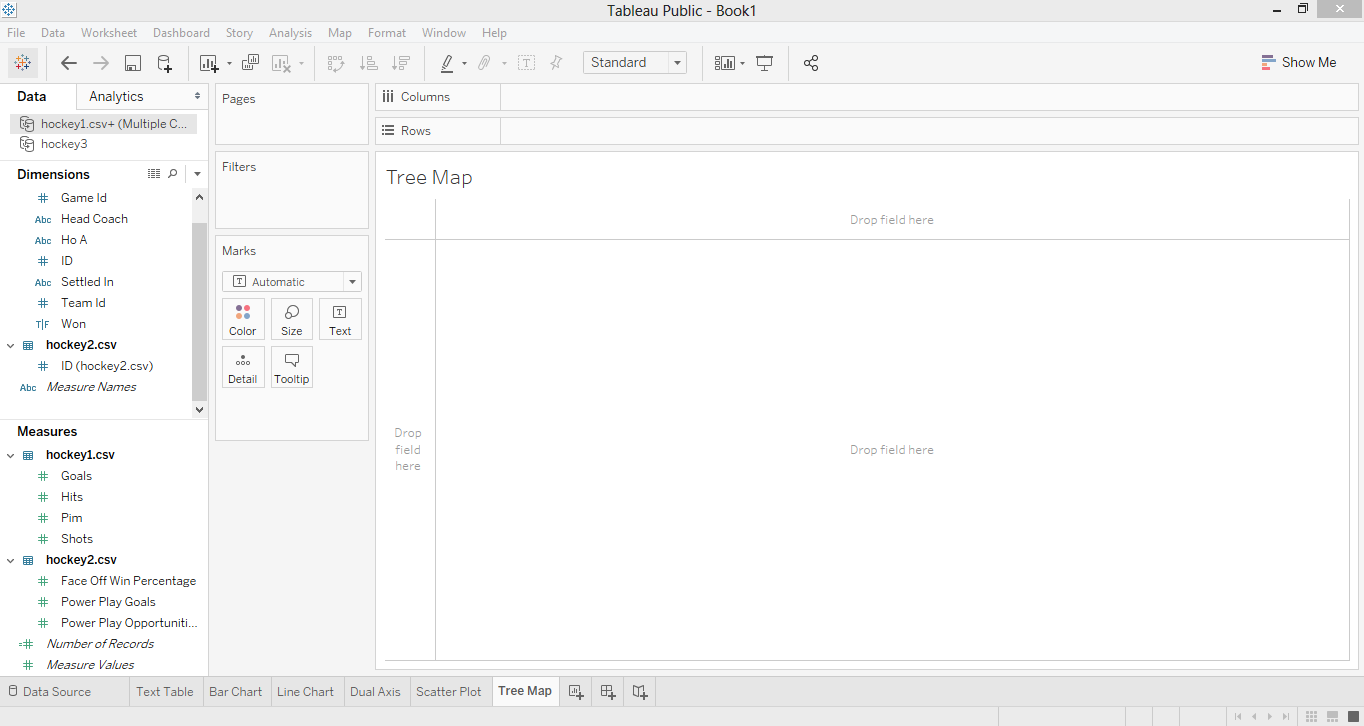 Tableau Public - Book1
File Data Worksheet Dashboard Story Analysis Map Format Window Help
Standard
Show Me
Data Analytics
hockey1.csv+ (Multiple C...
hockey3
Dimensions
# Game Id
Abc Head Coach
Abc Ho A
# ID
Abc Settled In
# Team Id
T|F Won
hockey2.csv
# ID (hockey2.csv)
Abc Measure Names
Measures
hockey1.csv
# Goals
# Hits
# Pim
# Shots
hockey2.csv
# Face Off Win Percentage
# Power Play Goals
# Power Play Opportuniti...
=# Number of Records
# Measure Values
Pages
Filters
Marks
T Automatic
Color Size T Text
Detail Tooltip
Columns
Rows
Tree Map
Drop field here
Drop
field
here
Drop field here
Data Source Text Table Bar Chart Line Chart Dual Axis Scatter Plot Tree Map